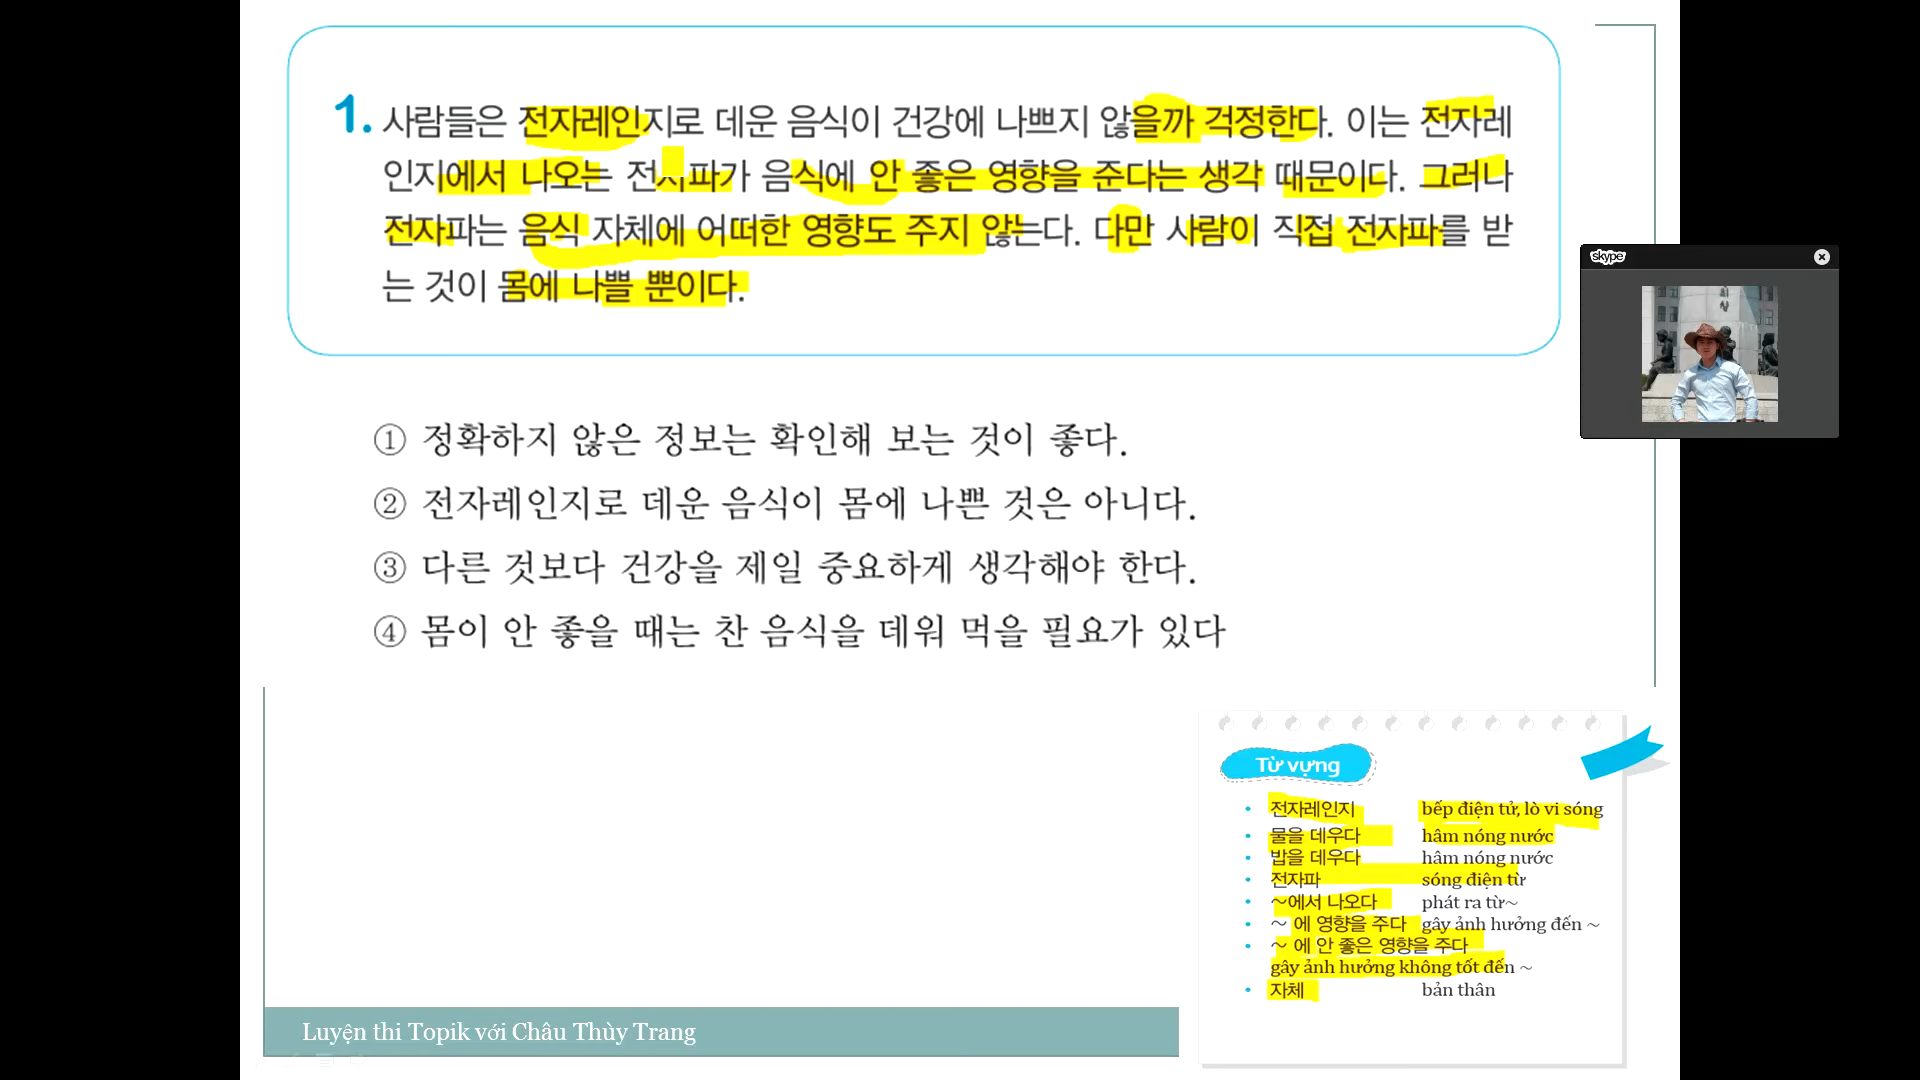 1. 사람들은 전자레인지로 데운 음식이 건강에 나쁘지 않을까 걱정한다. 이는 전자레
인지에서 나오는 전자파가 음식에 안 좋은 영향을 준다는 생각 때문이다. 그러나
전자파는 음식 자체에 어떠한 영향도 주지 않는다. 다만 사람이 직접 전자파를 받
는 것이 몸에 나쁠 뿐이다.
① 정확하지 않은 정보는 확인해 보는 것이 좋다.
② 전자레인지로 데운 음식이 몸에 나쁜 것은 아니다.
③ 다른 것보다 건강을 제일 중요하게 생각해야 한다.
④ 몸이 안 좋을 때는 찬 음식을 데워 먹을 필요가 있다
skype
Từ vựng
• 전자레인지 bếp điện tử, lò vi sóng
• 물을 데우다 hâm nóng nước
• 밥을 데우다 hâm nóng nước
• 전자파 sóng điện từ
• ～에서 나오다 phát ra từ~
• ～ 에 영향을 주다 gây ảnh hưởng đến ~
• ～ 에 안 좋은 영향을 주다
gây ảnh hưởng không tốt đến ~
• 자체 bản thân
Luyện thi Topik với Châu Thùy Trang